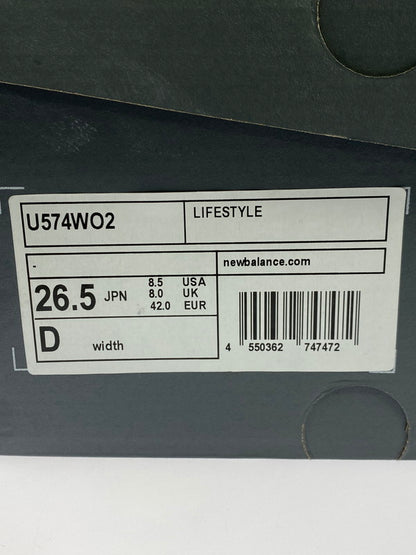 U574WO2 LIFESTYLE
- newbalance.com
26.5 JPN 8.5 USA
8.0 UK
42.0 EUR
D width
4 550362 747472